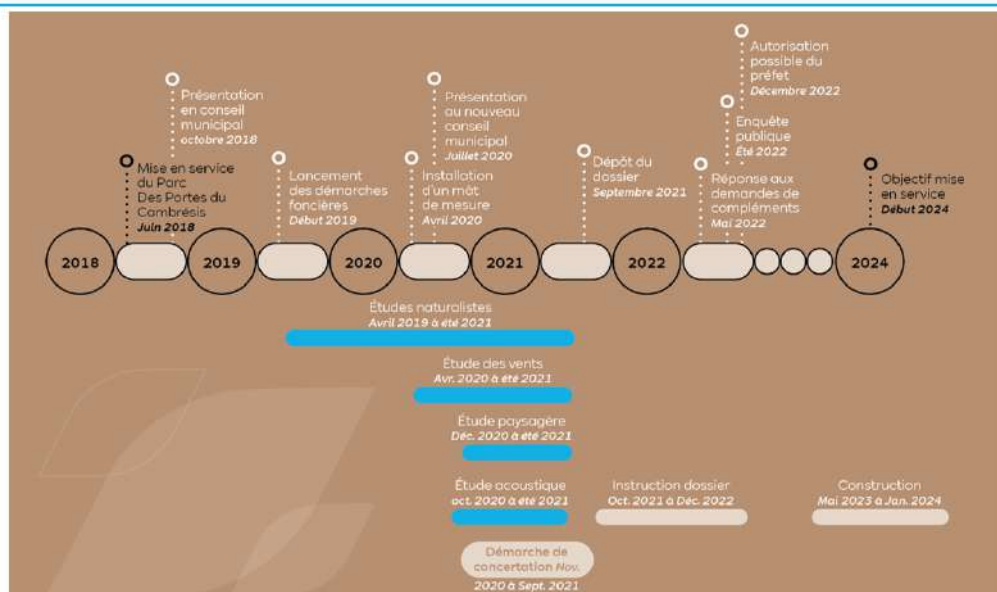 Autorisation
possible du
préfet
Décembre 2022
Présentation
en conseil
municipal
octobre 2018
Présentation
au nouveau
conseil
municipal
Juillet 2020
Enquête
publique
Été 2022
Mise en service
du Parc
Des Portes du
Cambrésis
Juin 2018
Lancement
des démarches
foncières
Début 2019
Installation
d'un mât
de mesure
Avril 2020
Dépôt du
dossier
Septembre 2021
Réponse aux
demandes de
compléments
Mai 2022
Objectif mise
en service
Début 2024
2018
2019
2020
2021
2022
2024
Études naturalistes
Avril 2019 à été 2021
Étude des vents
Avr. 2020 à été 2021
Étude paysagère
Déc. 2020 à été 2021
Étude acoustique
oct. 2020 à été 2021
Instruction dossier
Oct. 2021 à Déc. 2022
Construction
Mai 2023 à Jan. 2024
Démarche de
concertation Nov.
2020 à Sept. 2021